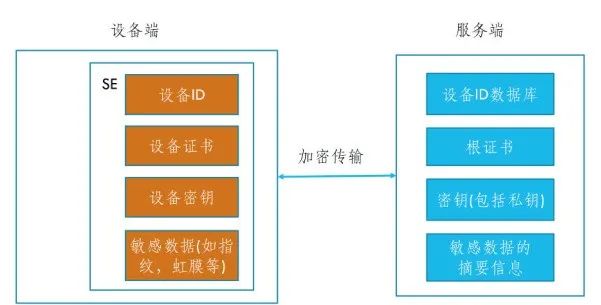 设备端
服务端
SE
设备ID
设备证书
设备密钥
敏感数据(如指
纹，虹膜等)
加密传输
设备ID数据库
根证书
密钥(包括私钥)
敏感数据的
摘要信息